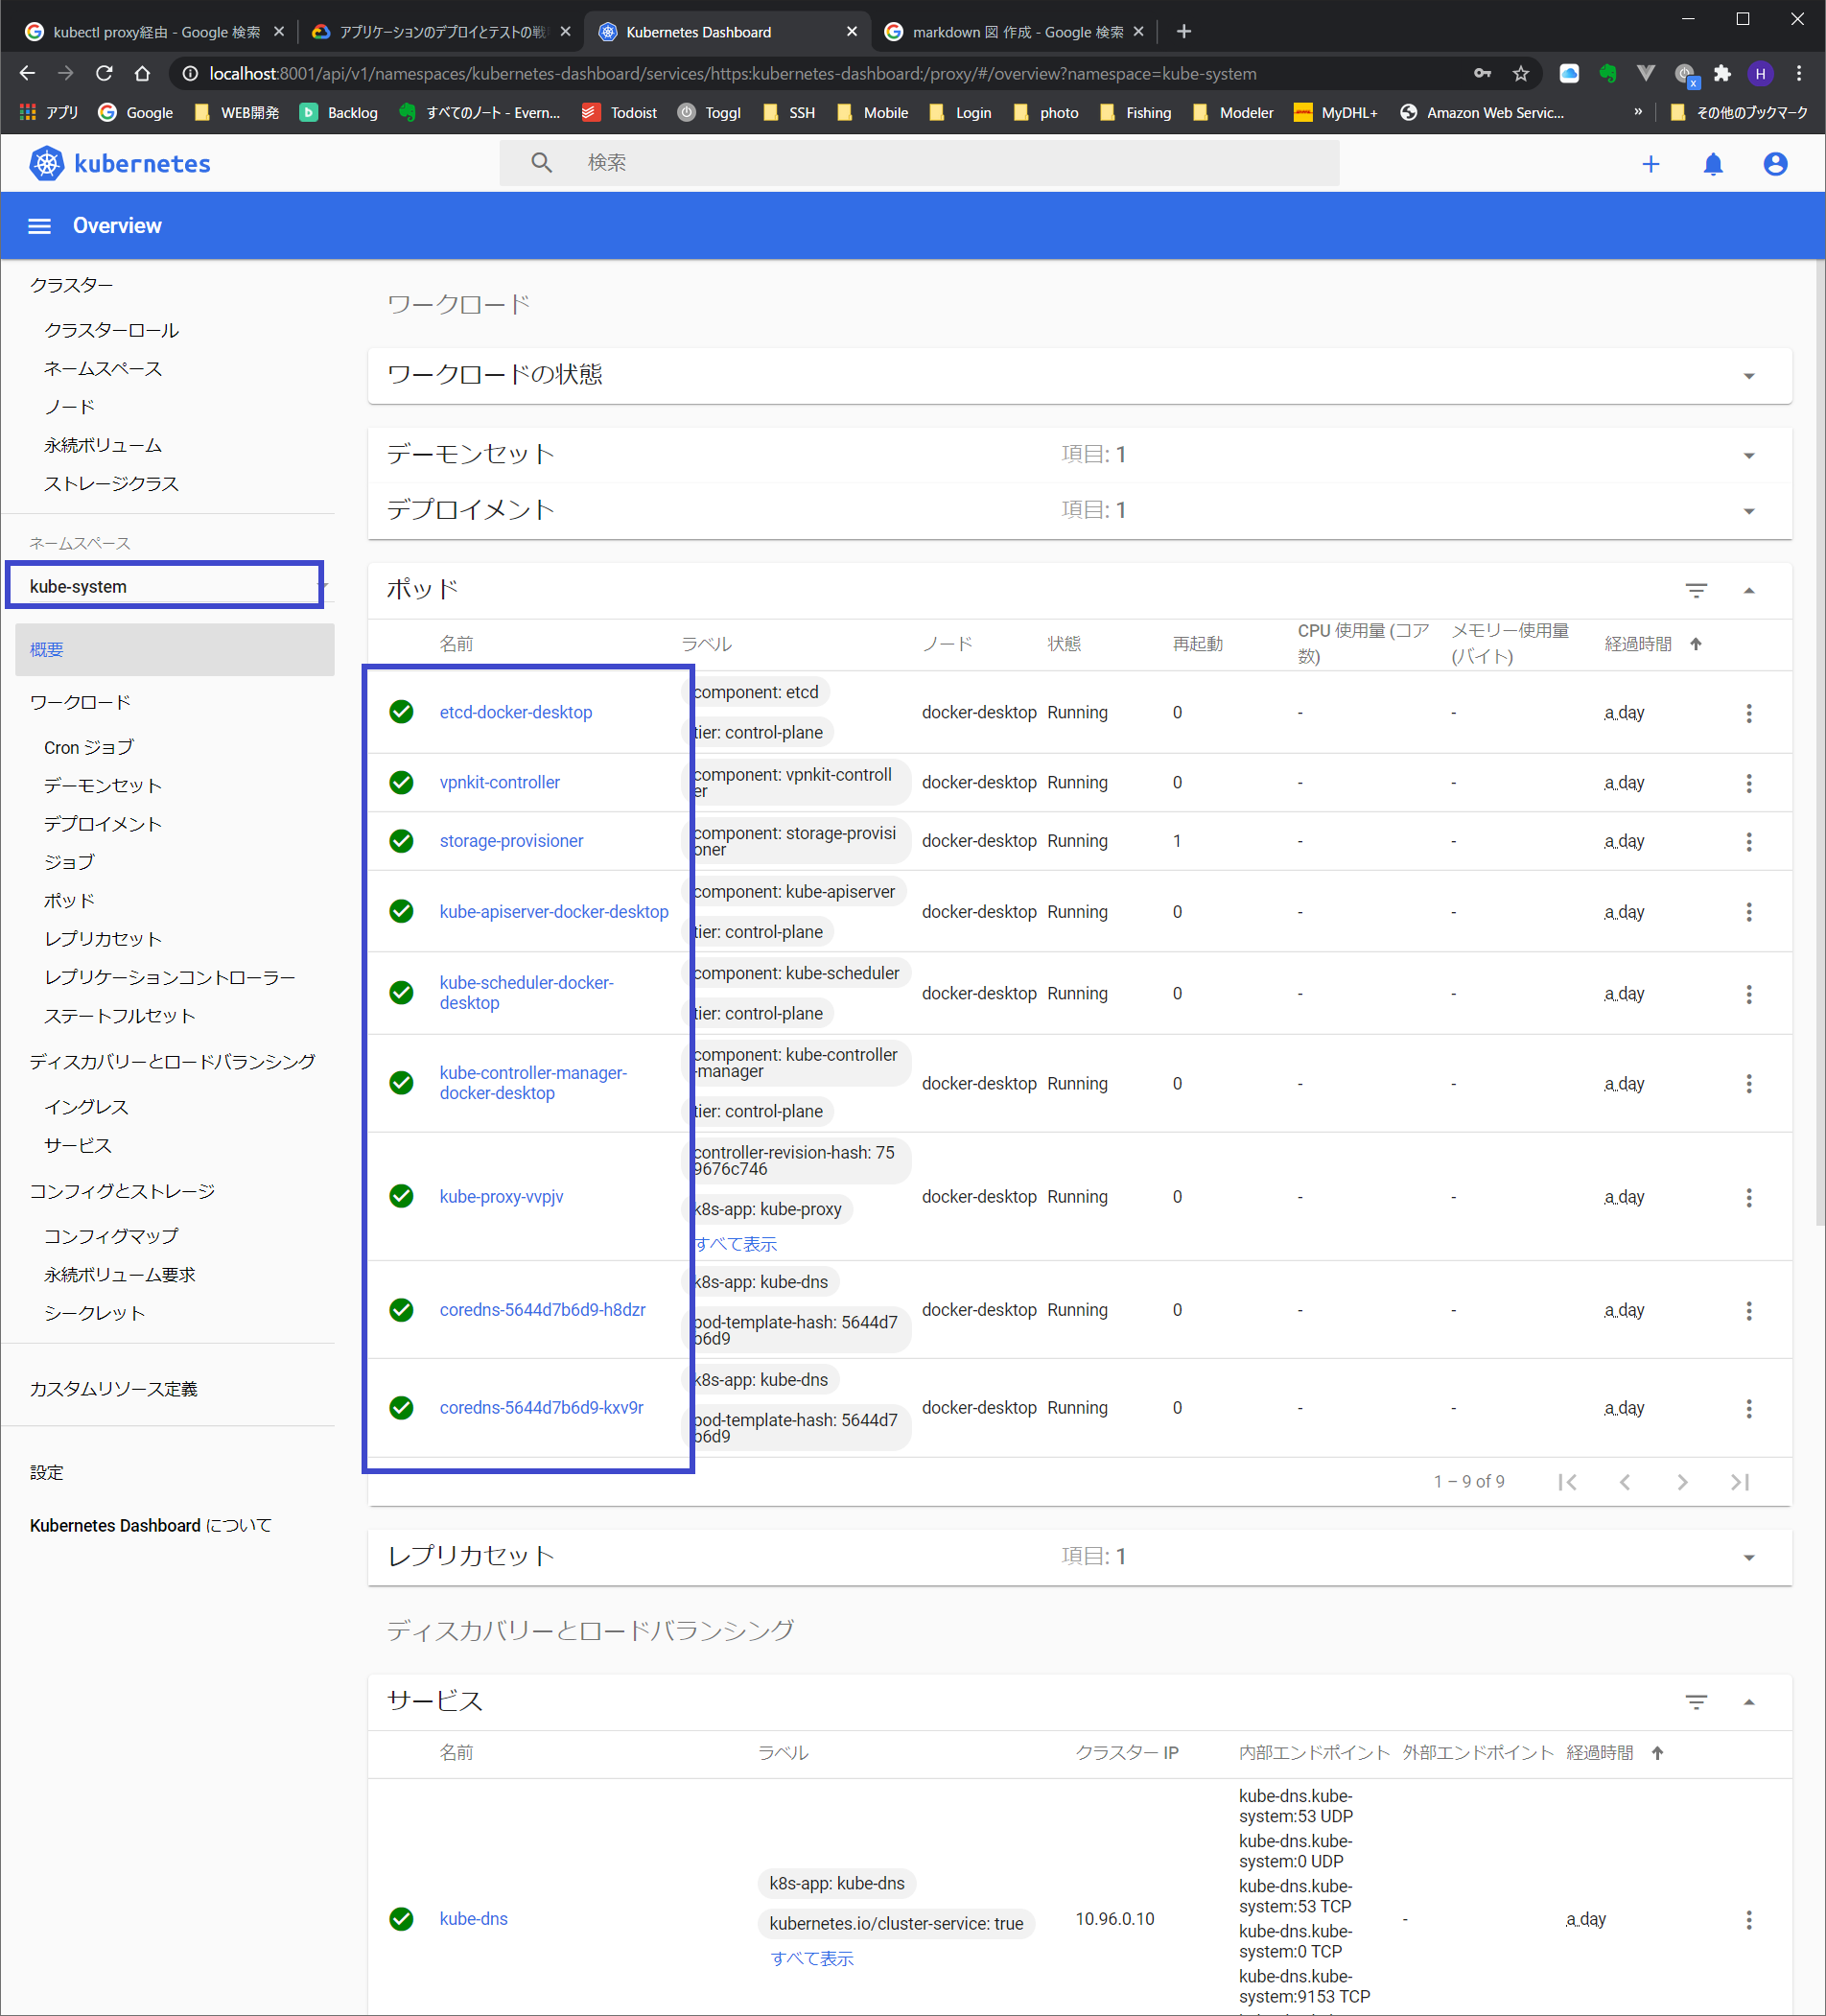 kubectl proxy経由 - Google 検索
アプリケーションのデプロイとテストの戦
Kubernetes Dashboard
markdown 図 作成 - Google 検索
localhost:8001/api/v1/namespaces/kubernetes-dashboard/services/https:kubernetes-dashboard:/proxy/#/overview?namespace=kube-system
アプリ Google WEB開発 Backlog すべてのノート - Evern... Todoist Toggl SSH Mobile Login photo Fishing Modeler MyDHL+ Amazon Web Servic... » その他のブックマーク
kubernetes
検索
Overview
クラスター
クラスターロール
ネームスペース
ノード
永続ボリューム
ストレージクラス
ネームスペース
kube-system
概要
ワークロード
Cron ジョブ
デーモンセット
デプロイメント
ジョブ
ポッド
レプリカセット
レプリケーションコントローラー
ステートフルセット
ディスカバリーとロードバランシング
イングレス
サービス
コンフィグとストレージ
コンフィグマップ
永続ボリューム要求
シークレット
カスタムリソース定義
設定
Kubernetes Dashboard について
ワークロード
ワークロードの状態
デーモンセット 項目: 1
デプロイメント 項目: 1
ポッド
名前 ラベル ノード 状態 再起動 CPU 使用量 (コア数) メモリー使用量 (バイト) 経過時間
etcd-docker-desktop component: etcd tier: control-plane docker-desktop Running 0 - - a day
vpnkit-controller component: vpnkit-controller docker-desktop Running 0 - - a day
storage-provisioner component: storage-provisioner docker-desktop Running 1 - - a day
kube-apiserver-docker-desktop component: kube-apiserver tier: control-plane docker-desktop Running 0 - - a day
kube-scheduler-docker-desktop component: kube-scheduler tier: control-plane docker-desktop Running 0 - - a day
kube-controller-manager-docker-desktop component: kube-controller-manager tier: control-plane docker-desktop Running 0 - - a day
kube-proxy-vvpjv controller-revision-hash: 759676c746 k8s-app: kube-proxy すべて表示 docker-desktop Running 0 - - a day
coredns-5644d7b6d9-h8dzr k8s-app: kube-dns pod-template-hash: 5644d7b6d9 docker-desktop Running 0 - - a day
coredns-5644d7b6d9-kxv9r k8s-app: kube-dns pod-template-hash: 5644d7b6d9 docker-desktop Running 0 - - a day
1 – 9 of 9
レプリカセット 項目: 1
ディスカバリーとロードバランシング
サービス
名前 ラベル クラスター IP 内部エンドポイント 外部エンドポイント 経過時間
kube-dns k8s-app: kube-dns kubernetes.io/cluster-service: true すべて表示 10.96.0.10
kube-dns.kube-system:53 UDP
kube-dns.kube-system:0 UDP
kube-dns.kube-system:53 TCP
kube-dns.kube-system:0 TCP
kube-dns.kube-system:9153 TCP
- a day